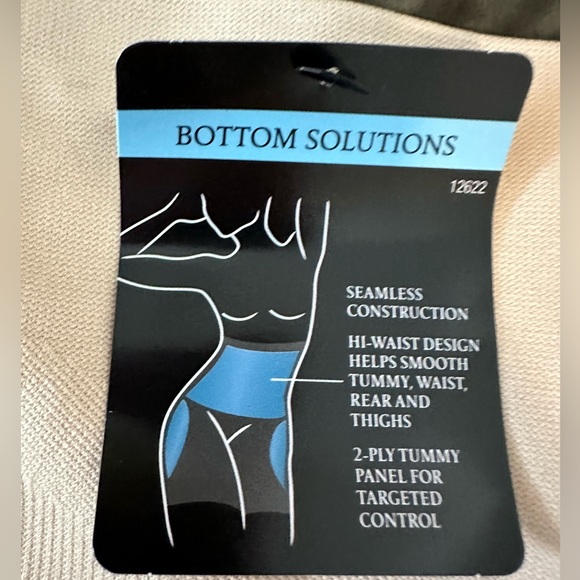 BOTTOM SOLUTIONS
12622
SEAMLESS
CONSTRUCTION
HI-WAIST DESIGN
HELPS SMOOTH
TUMMY, WAIST,
REAR AND
THIGHS
2-PLY TUMMY
PANEL FOR
TARGETED
CONTROL